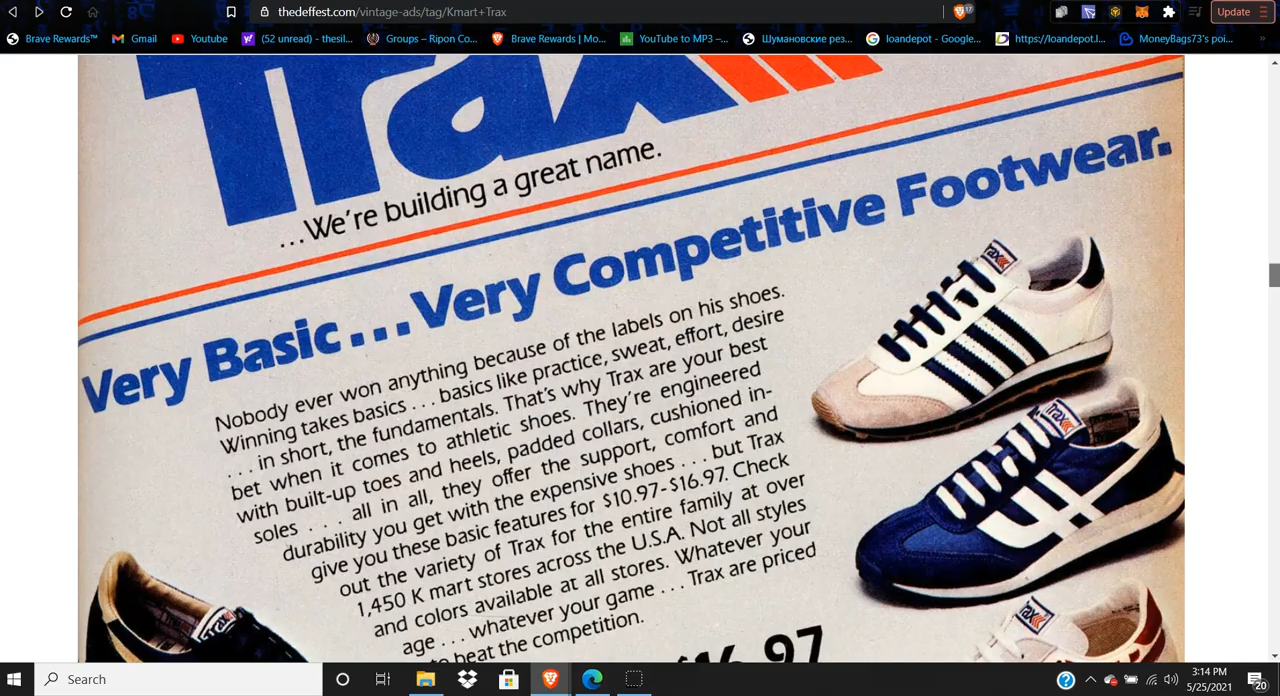 17
Update
thedeffest.com/vintage-ads/tag/Kmart+Trax
Brave Rewards™
Gmail
Youtube
(52 unread) - thesil...
Groups – Ripon Co...
Brave Rewards | Mo...
YouTube to MP3 –...
Шумановские рез...
loandepot - Google...
https://loandepot.l...
MoneyBags73's poi...
Trax
...We're building a great name.
Very Basic...Very Competitive Footwear.
Nobody ever won anything because of the labels on his shoes.
Winning takes basics . . . basics like practice, sweat, effort, desire
. . . in short, the fundamentals. That's why Trax are your best
bet when it comes to athletic shoes. They're engineered
with built-up toes and heels, padded collars, cushioned in-
soles . . . . all in all, they offer the support, comfort and
durability you get with the expensive shoes . . . but Trax
give you these basic features for $10.97-$16.97. Check
out the variety of Trax for the entire family at over
1,450 K mart stores across the U.S.A. Not all styles
and colors available at all stores. Whatever your
age . . . whatever your game . . . Trax are priced
to beat the competition.
$16.97
Trax
Trax
Trax
Trax
Search
3:14 PM
5/25/2021
20